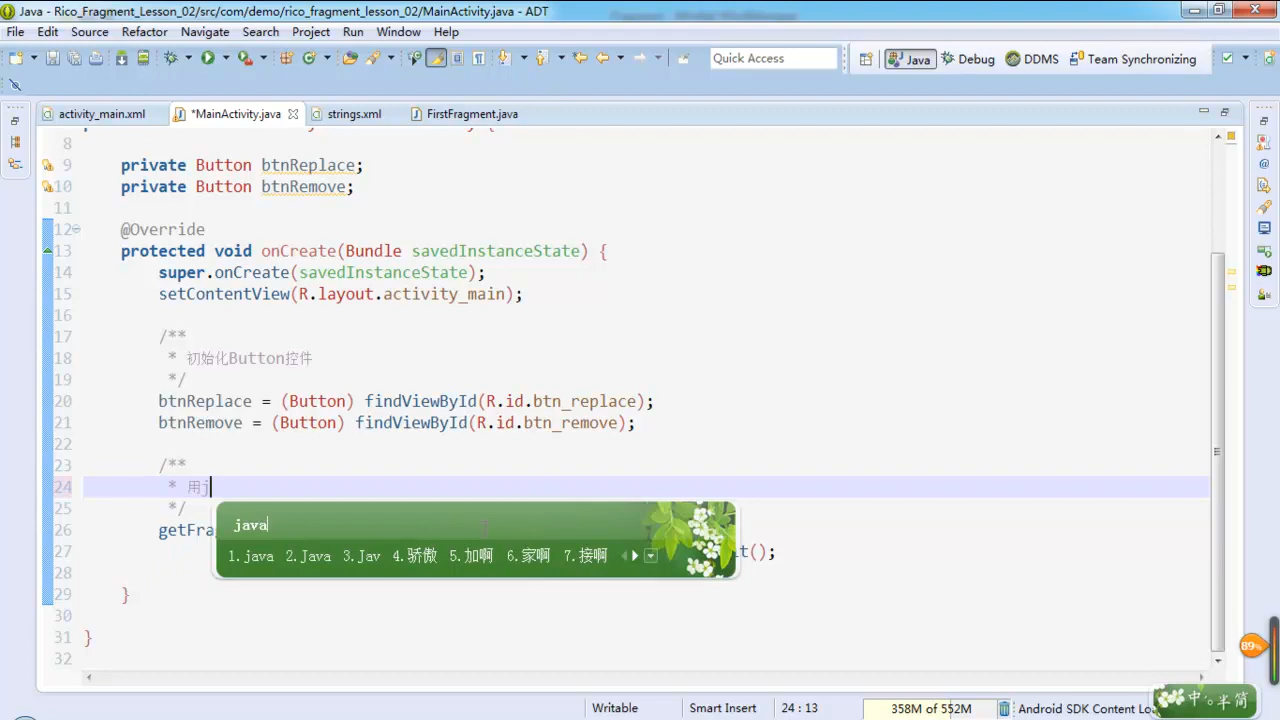 Java - Rico_Fragment_Lesson_02/src/com/demo/rico_fragment_lesson_02/MainActivity.java - ADT
File Edit Source Refactor Navigate Search Project Run Window Help
Quick Access Java Debug DDMS Team Synchronizing
activity_main.xml *MainActivity.java strings.xml FirstFragment.java
8
9 private Button btnReplace;
10 private Button btnRemove;
11
12 @Override
13 protected void onCreate(Bundle savedInstanceState) {
14 super.onCreate(savedInstanceState);
15 setContentView(R.layout.activity_main);
16
17 /**
18 * 初始化Button控件
19 */
20 btnReplace = (Button) findViewById(R.id.btn_replace);
21 btnRemove = (Button) findViewById(R.id.btn_remove);
22
23 /**
24 * 用j
25 */
java
26 getFra
1.java 2.Java 3.Jav 4.骄傲 5.加啊 6.家啊 7.接啊
27 t();
28
29 }
30
31 }
32
89%
中 半 简
Writable Smart Insert 24 : 13 358M of 552M Android SDK Content Lo